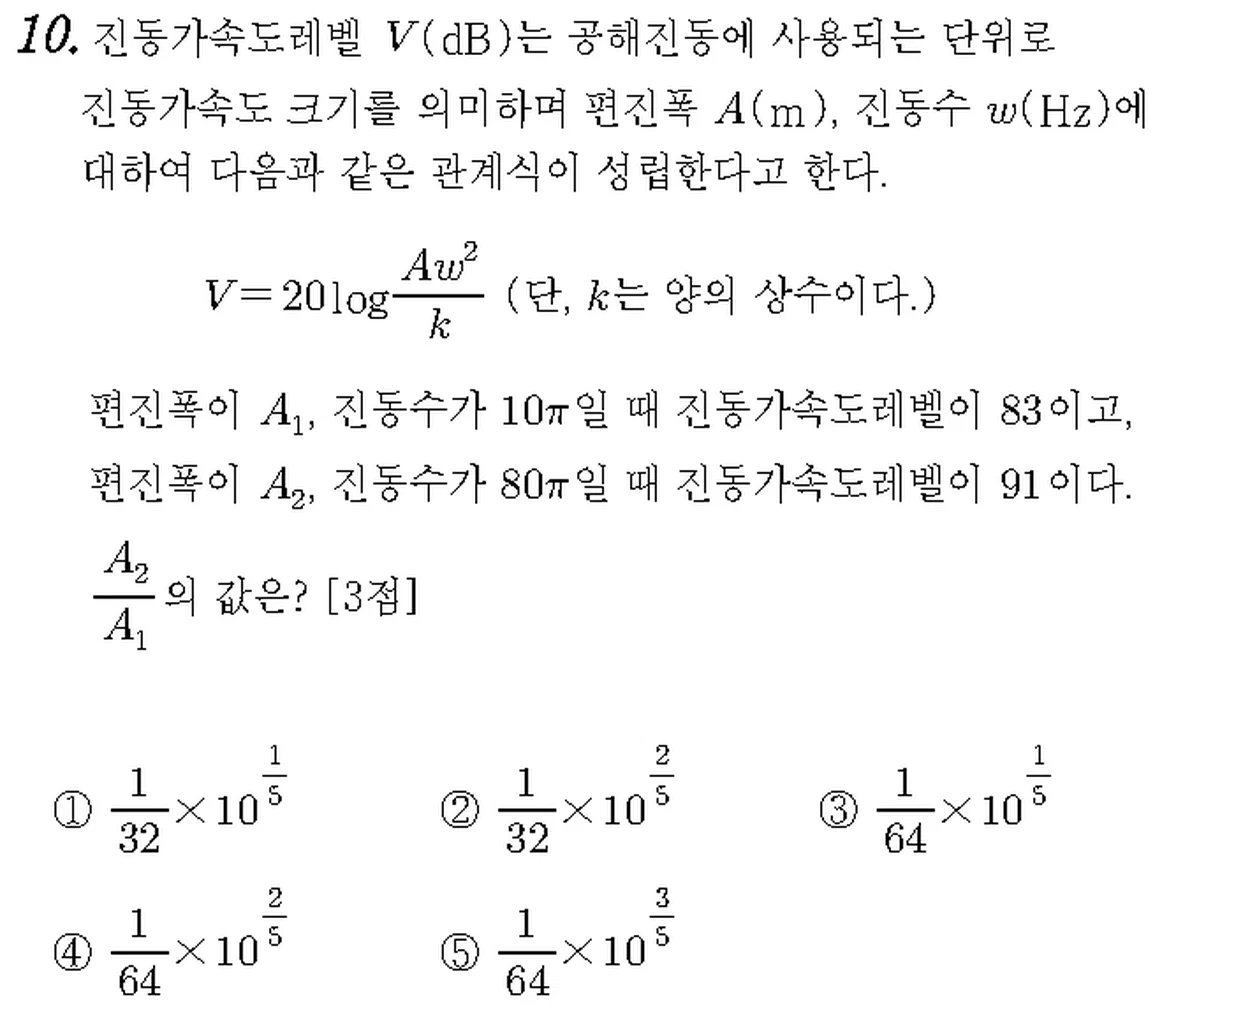 10. 진동가속도레벨 V(dB)는 공해진동에 사용되는 단위로
진동가속도 크기를 의미하며 편진폭 A(m), 진동수 w(Hz)에
대하여 다음과 같은 관계식이 성립한다고 한다.
V=20log Aw²/k (단, k는 양의 상수이다.)
편진폭이 A₁, 진동수가 10π일 때 진동가속도레벨이 83이고,
편진폭이 A₂, 진동수가 80π일 때 진동가속도레벨이 91이다.
A₂/A₁의 값은? [3점]
① 1/32×10^(1/5) ② 1/32×10^(2/5) ③ 1/64×10^(1/5)
④ 1/64×10^(2/5) ⑤ 1/64×10^(3/5)